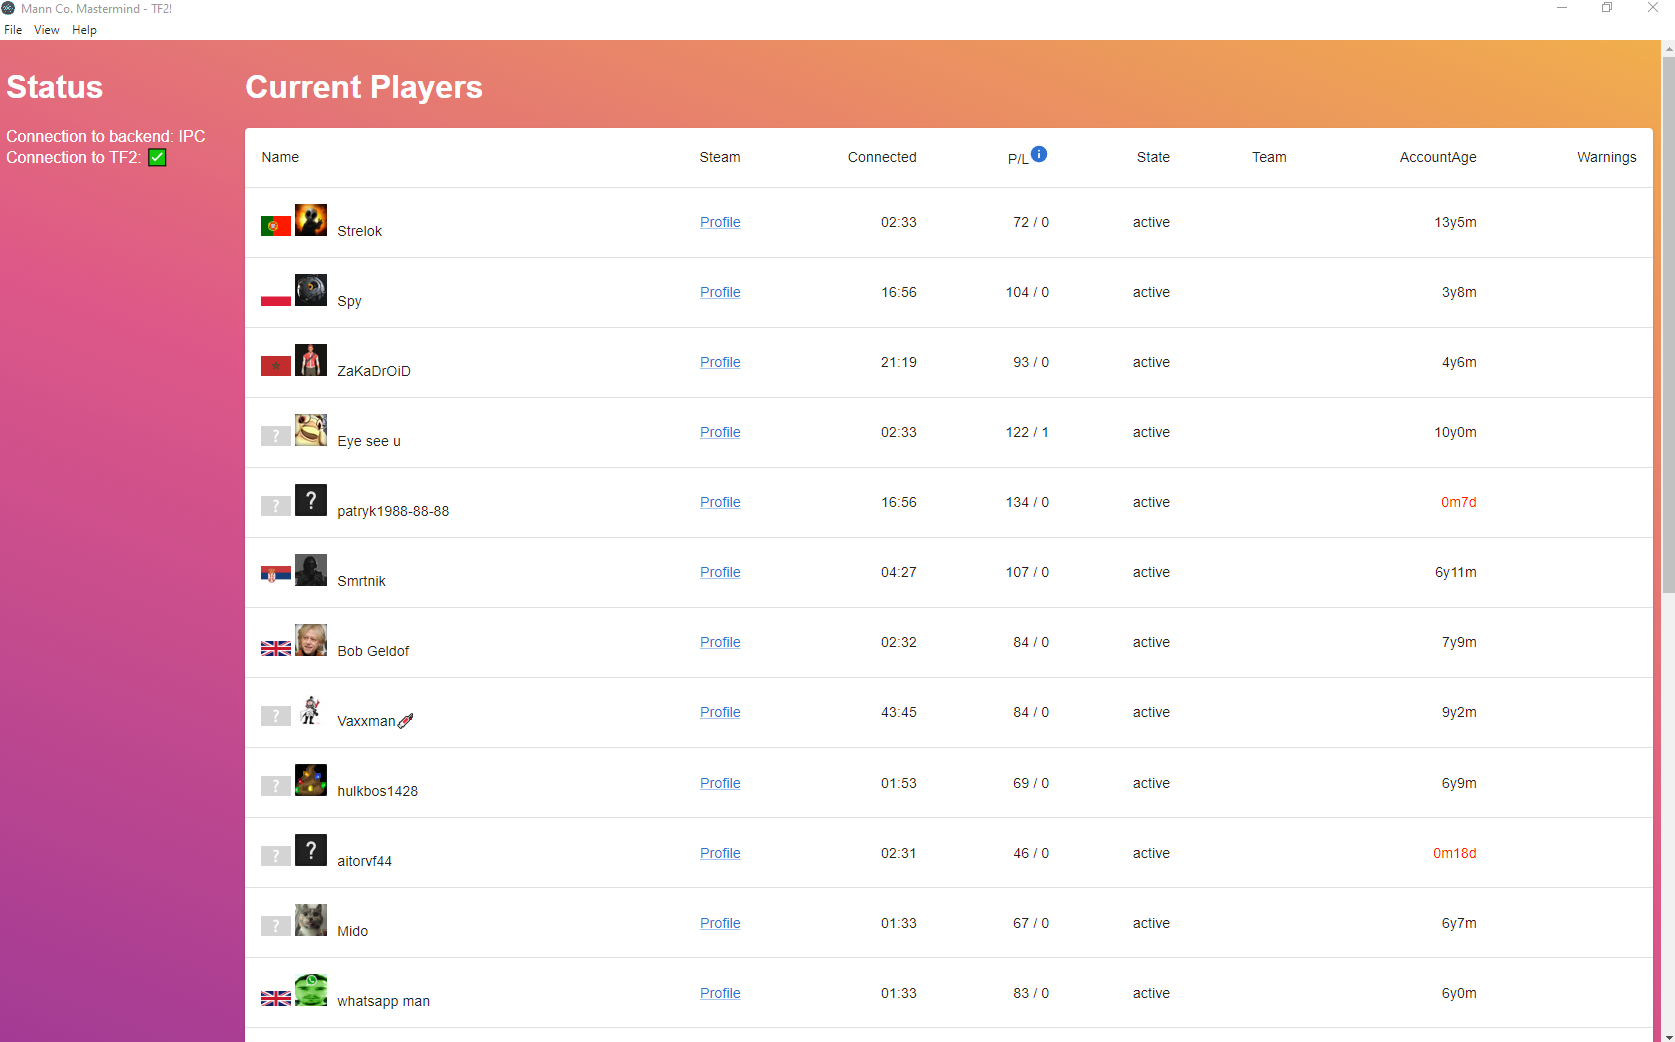 Mann Co. Mastermind - TF2!
File View Help
Status
Connection to backend: IPC
Connection to TF2: ✅
Current Players
Name Steam Connected P/L i State Team AccountAge Warnings
? Strelok Profile 02:33 72 / 0 active 13y5m
Spy Profile 16:56 104 / 0 active 3y8m
ZaKaDrOiD Profile 21:19 93 / 0 active 4y6m
? Eye see u Profile 02:33 122 / 1 active 10y0m
? ? patryk1988-88-88 Profile 16:56 134 / 0 active 0m7d
Smrtnik Profile 04:27 107 / 0 active 6y11m
Bob Geldof Profile 02:32 84 / 0 active 7y9m
? Vaxxman Profile 43:45 84 / 0 active 9y2m
? hulkbos1428 Profile 01:53 69 / 0 active 6y9m
? ? aitorvf44 Profile 02:31 46 / 0 active 0m18d
? Mido Profile 01:33 67 / 0 active 6y7m
whatsapp man Profile 01:33 83 / 0 active 6y0m